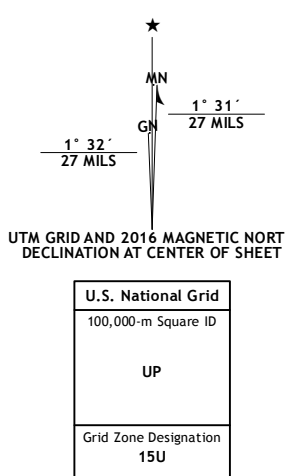 ★
MN
1° 31´
27 MILS
GN
1° 32´
27 MILS
UTM GRID AND 2016 MAGNETIC NORT
DECLINATION AT CENTER OF SHEET
U.S. National Grid
100,000-m Square ID
UP
Grid Zone Designation
15U